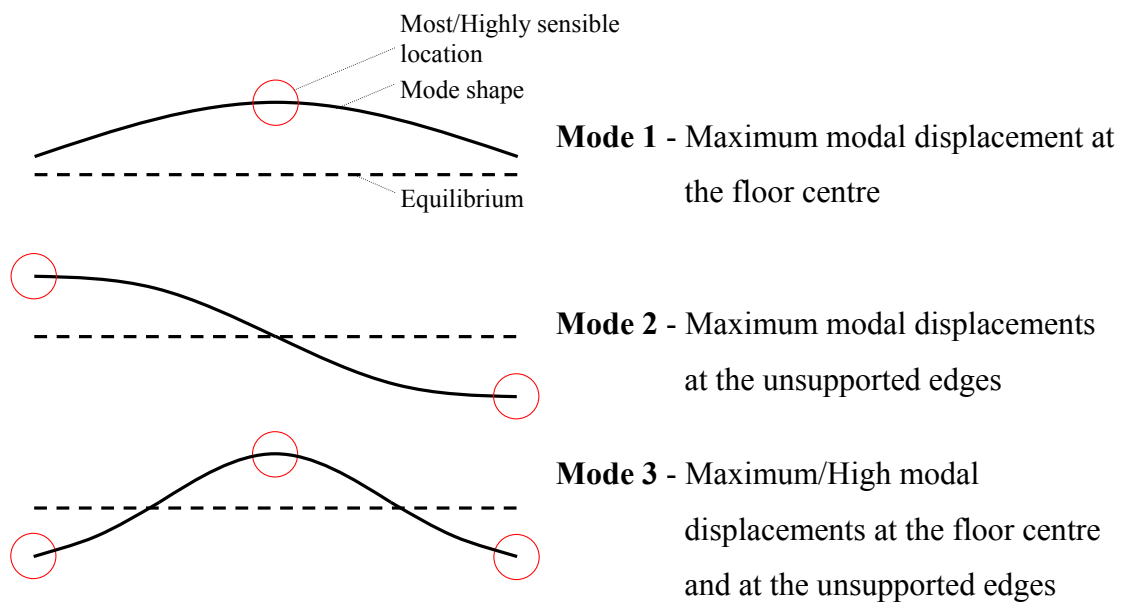 Most/Highly sensible
location
Mode shape
Mode 1 - Maximum modal displacement at
the floor centre
Equilibrium
Mode 2 - Maximum modal displacements
at the unsupported edges
Mode 3 - Maximum/High modal
displacements at the floor centre
and at the unsupported edges